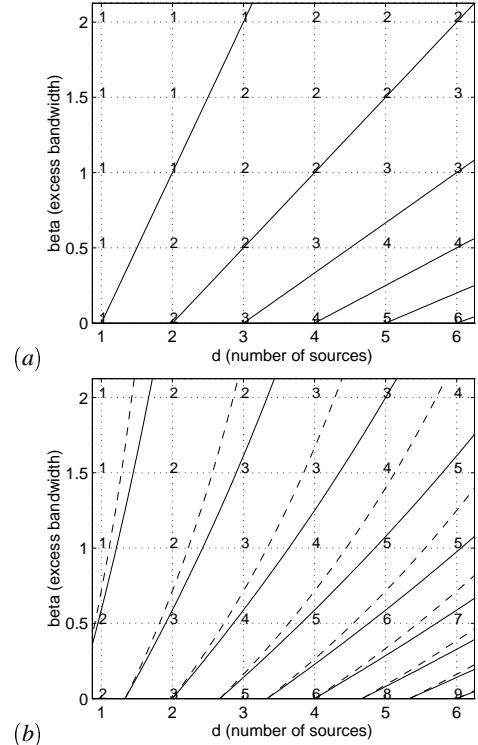 2 1 1 1 2 2 2
1.5 1 1 2 2 2 3
beta (excess bandwidth)
1 1 1 2 2 3 3
0.5 1 2 2 3 4 4
0 1 2 3 4 5 6
1 2 3 4 5 6
d (number of sources)
(a)
2 1 2 2 3 3 4
1.5 1 2 3 3 4 5
beta (excess bandwidth)
1 1 2 3 4 5 5
0.5 2 3 4 5 6 7
0 2 3 5 6 8 9
1 2 3 4 5 6
d (number of sources)
(b)